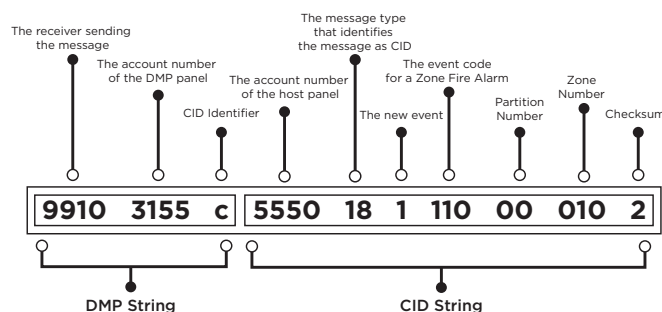 The receiver sending
the message
The account number
of the DMP panel
CID Identifier
The account number
of the host panel
The message type
that identifies
the message as CID
The new event
The event code
for a Zone Fire Alarm
Partition
Number
Zone
Number
Checksum
9910 3155 c 5550 18 1 110 00 010 2
DMP String
CID String